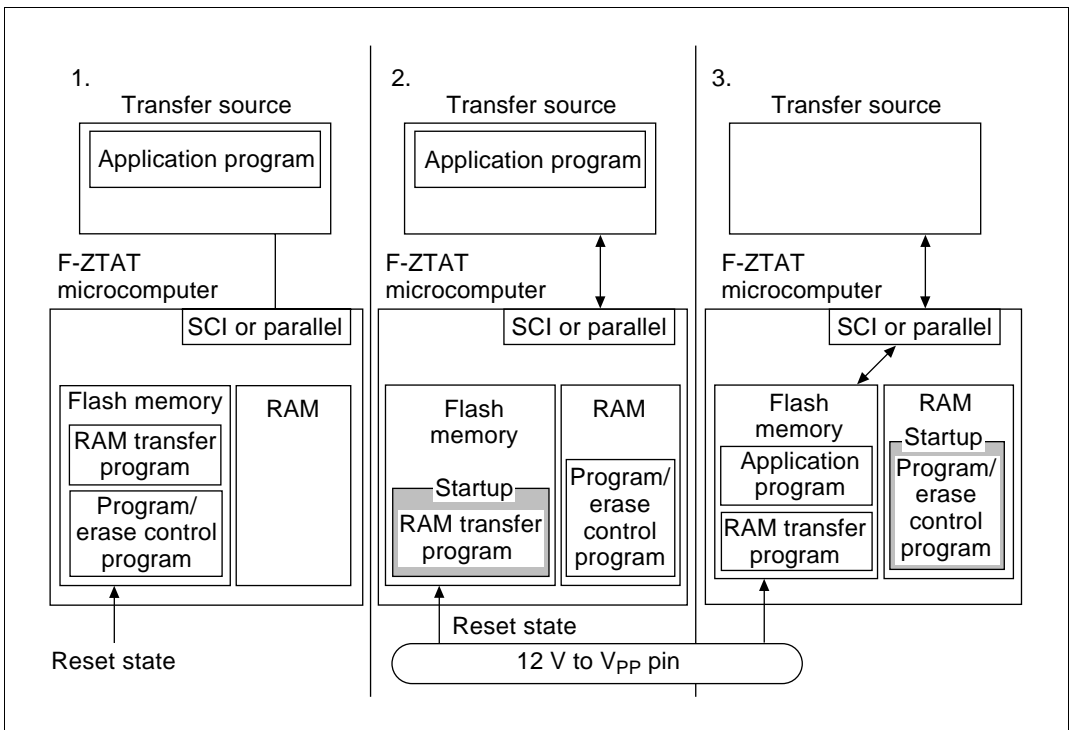 1.
Transfer source
Application program
F-ZTAT
microcomputer
SCI or parallel
Flash memory
RAM transfer
program
Program/
erase control
program
RAM
Reset state
2.
Transfer source
Application program
F-ZTAT
microcomputer
SCI or parallel
Flash
memory
Startup
RAM transfer
program
RAM
Program/
erase
control
program
Reset state
12 V to VPP pin
3.
Transfer source
F-ZTAT
microcomputer
SCI or parallel
Flash
memory
Application
program
RAM transfer
program
RAM
Startup
Program/
erase
control
program